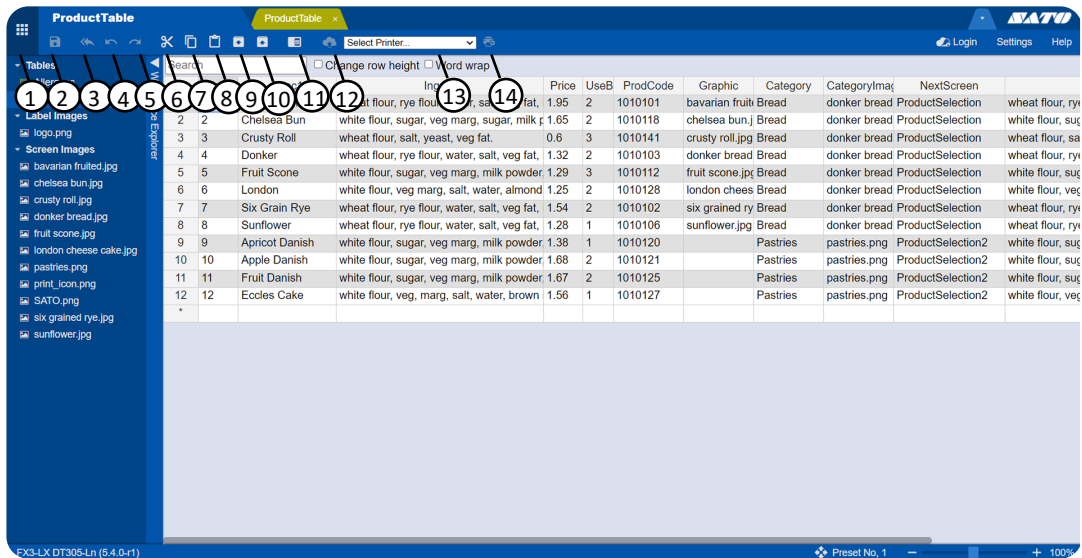 ProductTable
ProductTable ×
SATO
Select Printer...
Login Settings Help
Tables
Search Change row height Word wrap
Price UseB ProdCode Graphic Category CategoryImag NextScreen
1 2 3 4 5 6 7 8 9 10 11 12 13 14
1.95 2 1010101 bavarian fruite Bread donker bread ProductSelection wheat flour, rye
Label Images
logo.png
Screen Images
bavarian fruited.jpg
chelsea bun.jpg
crusty roll.jpg
donker bread.jpg
fruit scone.jpg
london cheese cake.jpg
pastries.png
print_icon.png
SATO.png
six grained rye.jpg
sunflower.jpg
Explorer
2 2 Chelsea Bun white flour, sugar, veg marg, sugar, milk p 1.65 2 1010118 chelsea bun.j Bread donker bread ProductSelection white flour, sug
3 3 Crusty Roll wheat flour, salt, yeast, veg fat. 0.6 3 1010141 crusty roll.jpg Bread donker bread ProductSelection wheat flour, sa
4 4 Donker wheat flour, rye flour, water, salt, veg fat, 1.32 2 1010103 donker bread Bread donker bread ProductSelection wheat flour, rye
5 5 Fruit Scone white flour, sugar, veg marg, milk powder, 1.29 3 1010112 fruit scone.jpg Bread donker bread ProductSelection white flour, sug
6 6 London white flour, veg marg, salt, water, almond 1.25 2 1010128 london chees Bread donker bread ProductSelection white flour, veg
7 7 Six Grain Rye wheat flour, rye flour, water, salt, veg fat, 1.54 2 1010102 six grained ry Bread donker bread ProductSelection wheat flour, rye
8 8 Sunflower wheat flour, rye flour, water, salt, veg fat, 1.28 1 1010106 sunflower.jpg Bread donker bread ProductSelection wheat flour, rye
9 9 Apricot Danish white flour, sugar, veg marg, milk powder, 1.38 1 1010120 Pastries pastries.png ProductSelection2 white flour, sug
10 10 Apple Danish white flour, sugar, veg marg, milk powder, 1.68 2 1010121 Pastries pastries.png ProductSelection2 white flour, sug
11 11 Fruit Danish white flour, sugar, veg marg, milk powder, 1.67 2 1010125 Pastries pastries.png ProductSelection2 white flour, sug
12 12 Eccles Cake white flour, veg, marg, salt, water, brown 1.56 1 1010127 Pastries pastries.png ProductSelection2 white flour, veg
*
FX3-LX DT305-Ln (5.4.0-r1) Preset No, 1 − + 100%